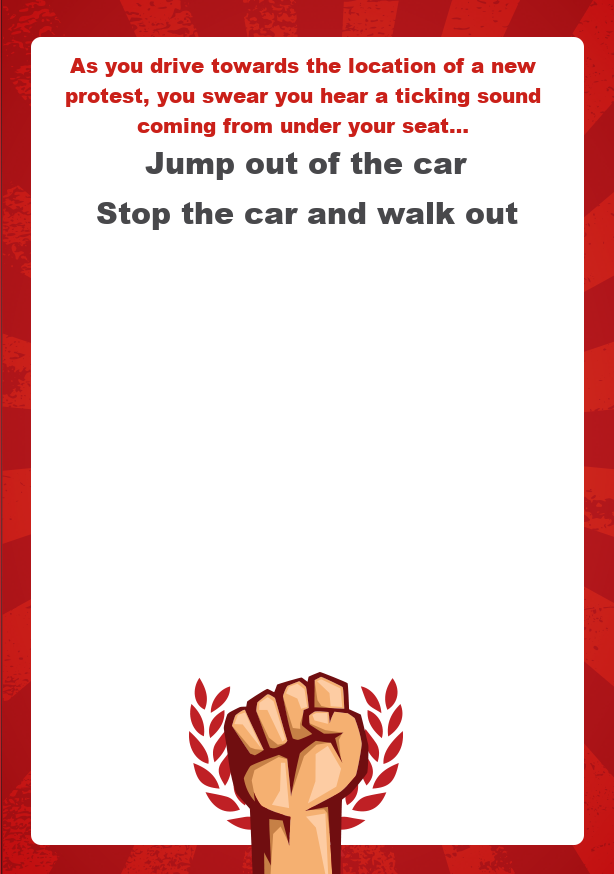 As you drive towards the location of a new
protest, you swear you hear a ticking sound
coming from under your seat...
Jump out of the car
Stop the car and walk out